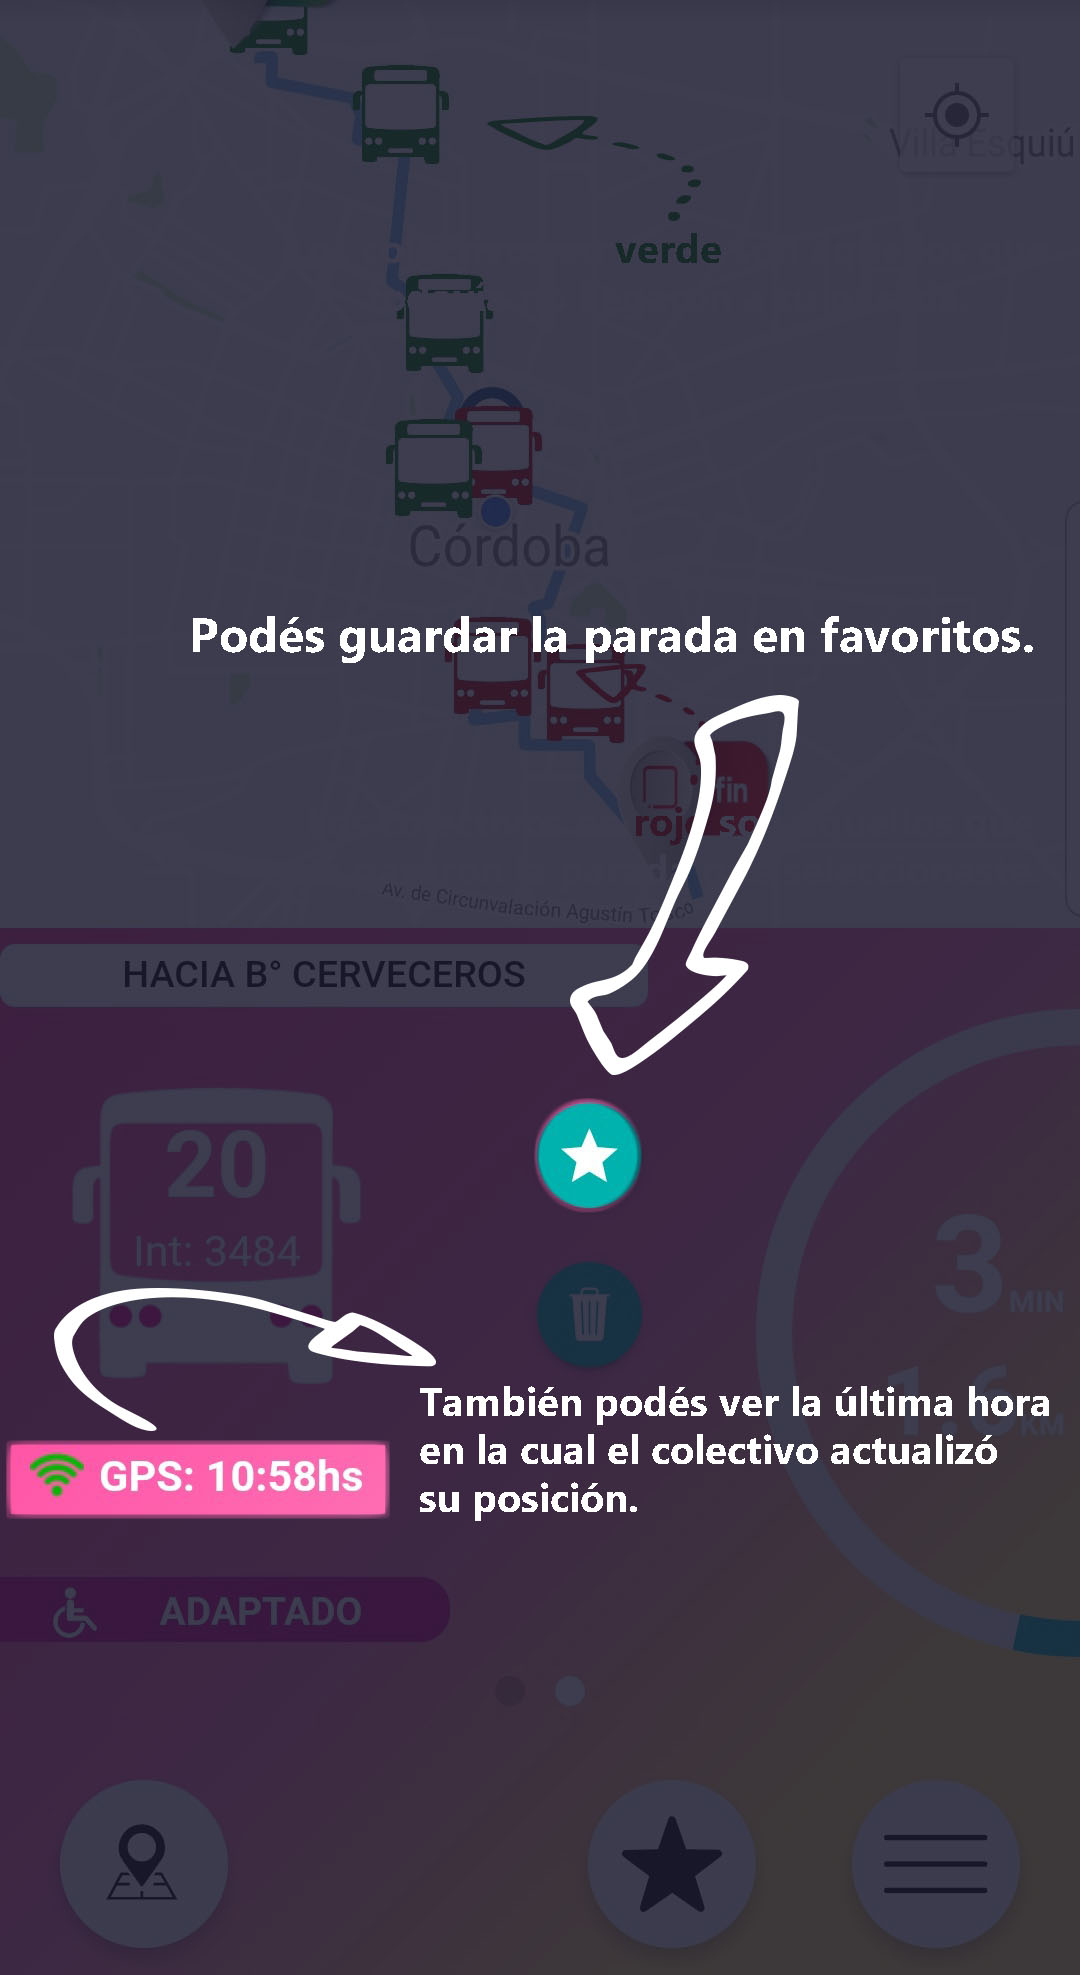 Villa Esquiú
verde
Córdoba
Podés guardar la parada en favoritos.
fin
rojo
Av. de Circunvalación Agustín Tosco
HACIA B° CERVECEROS
20
Int: 3484
3 MIN
1.6 KM
También podés ver la última hora
en la cual el colectivo actualizó
su posición.
GPS: 10:58hs
ADAPTADO